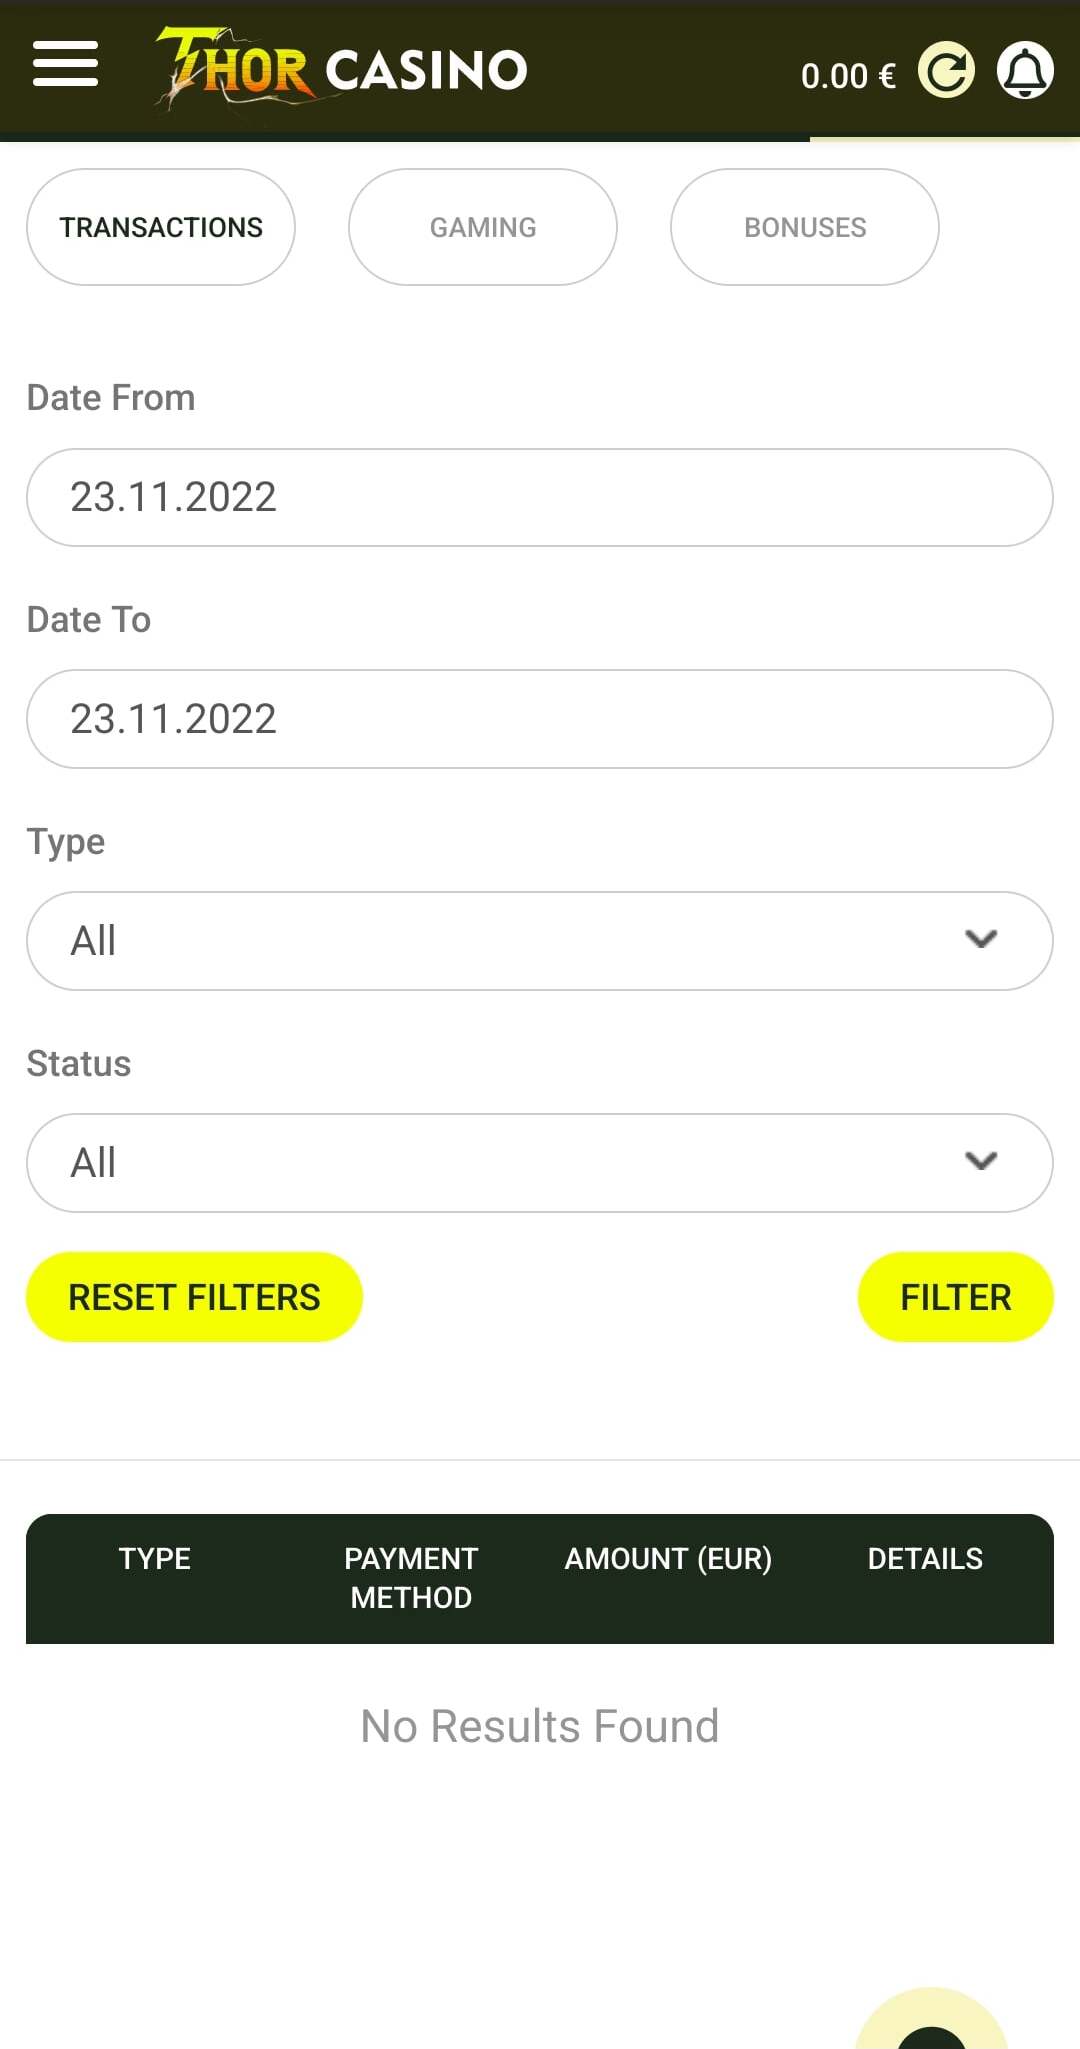 THOR CASINO
0.00 €
TRANSACTIONS
GAMING
BONUSES
Date From
23.11.2022
Date To
23.11.2022
Type
All
Status
All
RESET FILTERS
FILTER
TYPE
PAYMENT
METHOD
AMOUNT (EUR)
DETAILS
No Results Found